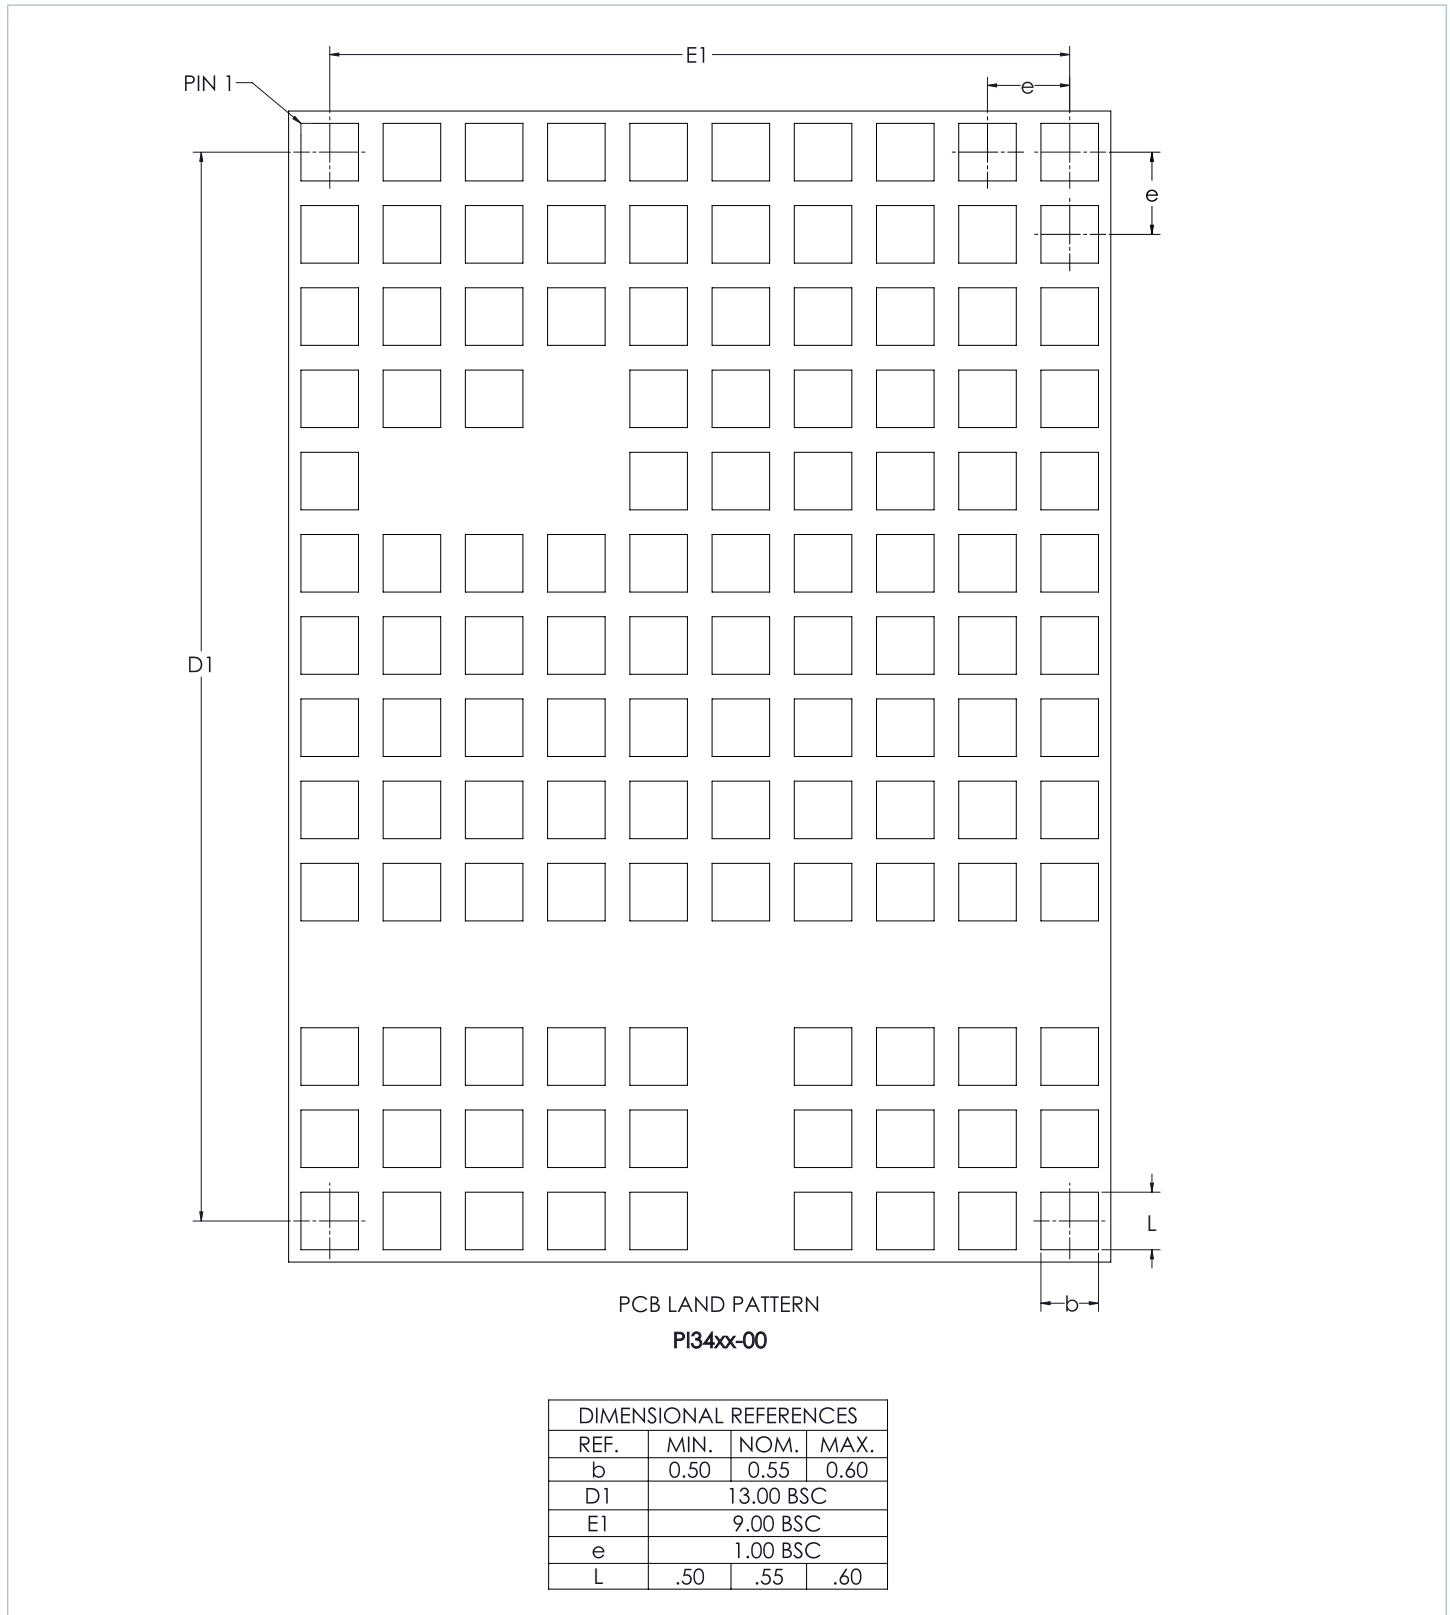 E1
PIN 1
e
e
D1
L
b
PCB LAND PATTERN
PI34xx-00
DIMENSIONAL REFERENCES
REF. MIN. NOM. MAX.
b 0.50 0.55 0.60
D1 13.00 BSC
E1 9.00 BSC
e 1.00 BSC
L .50 .55 .60